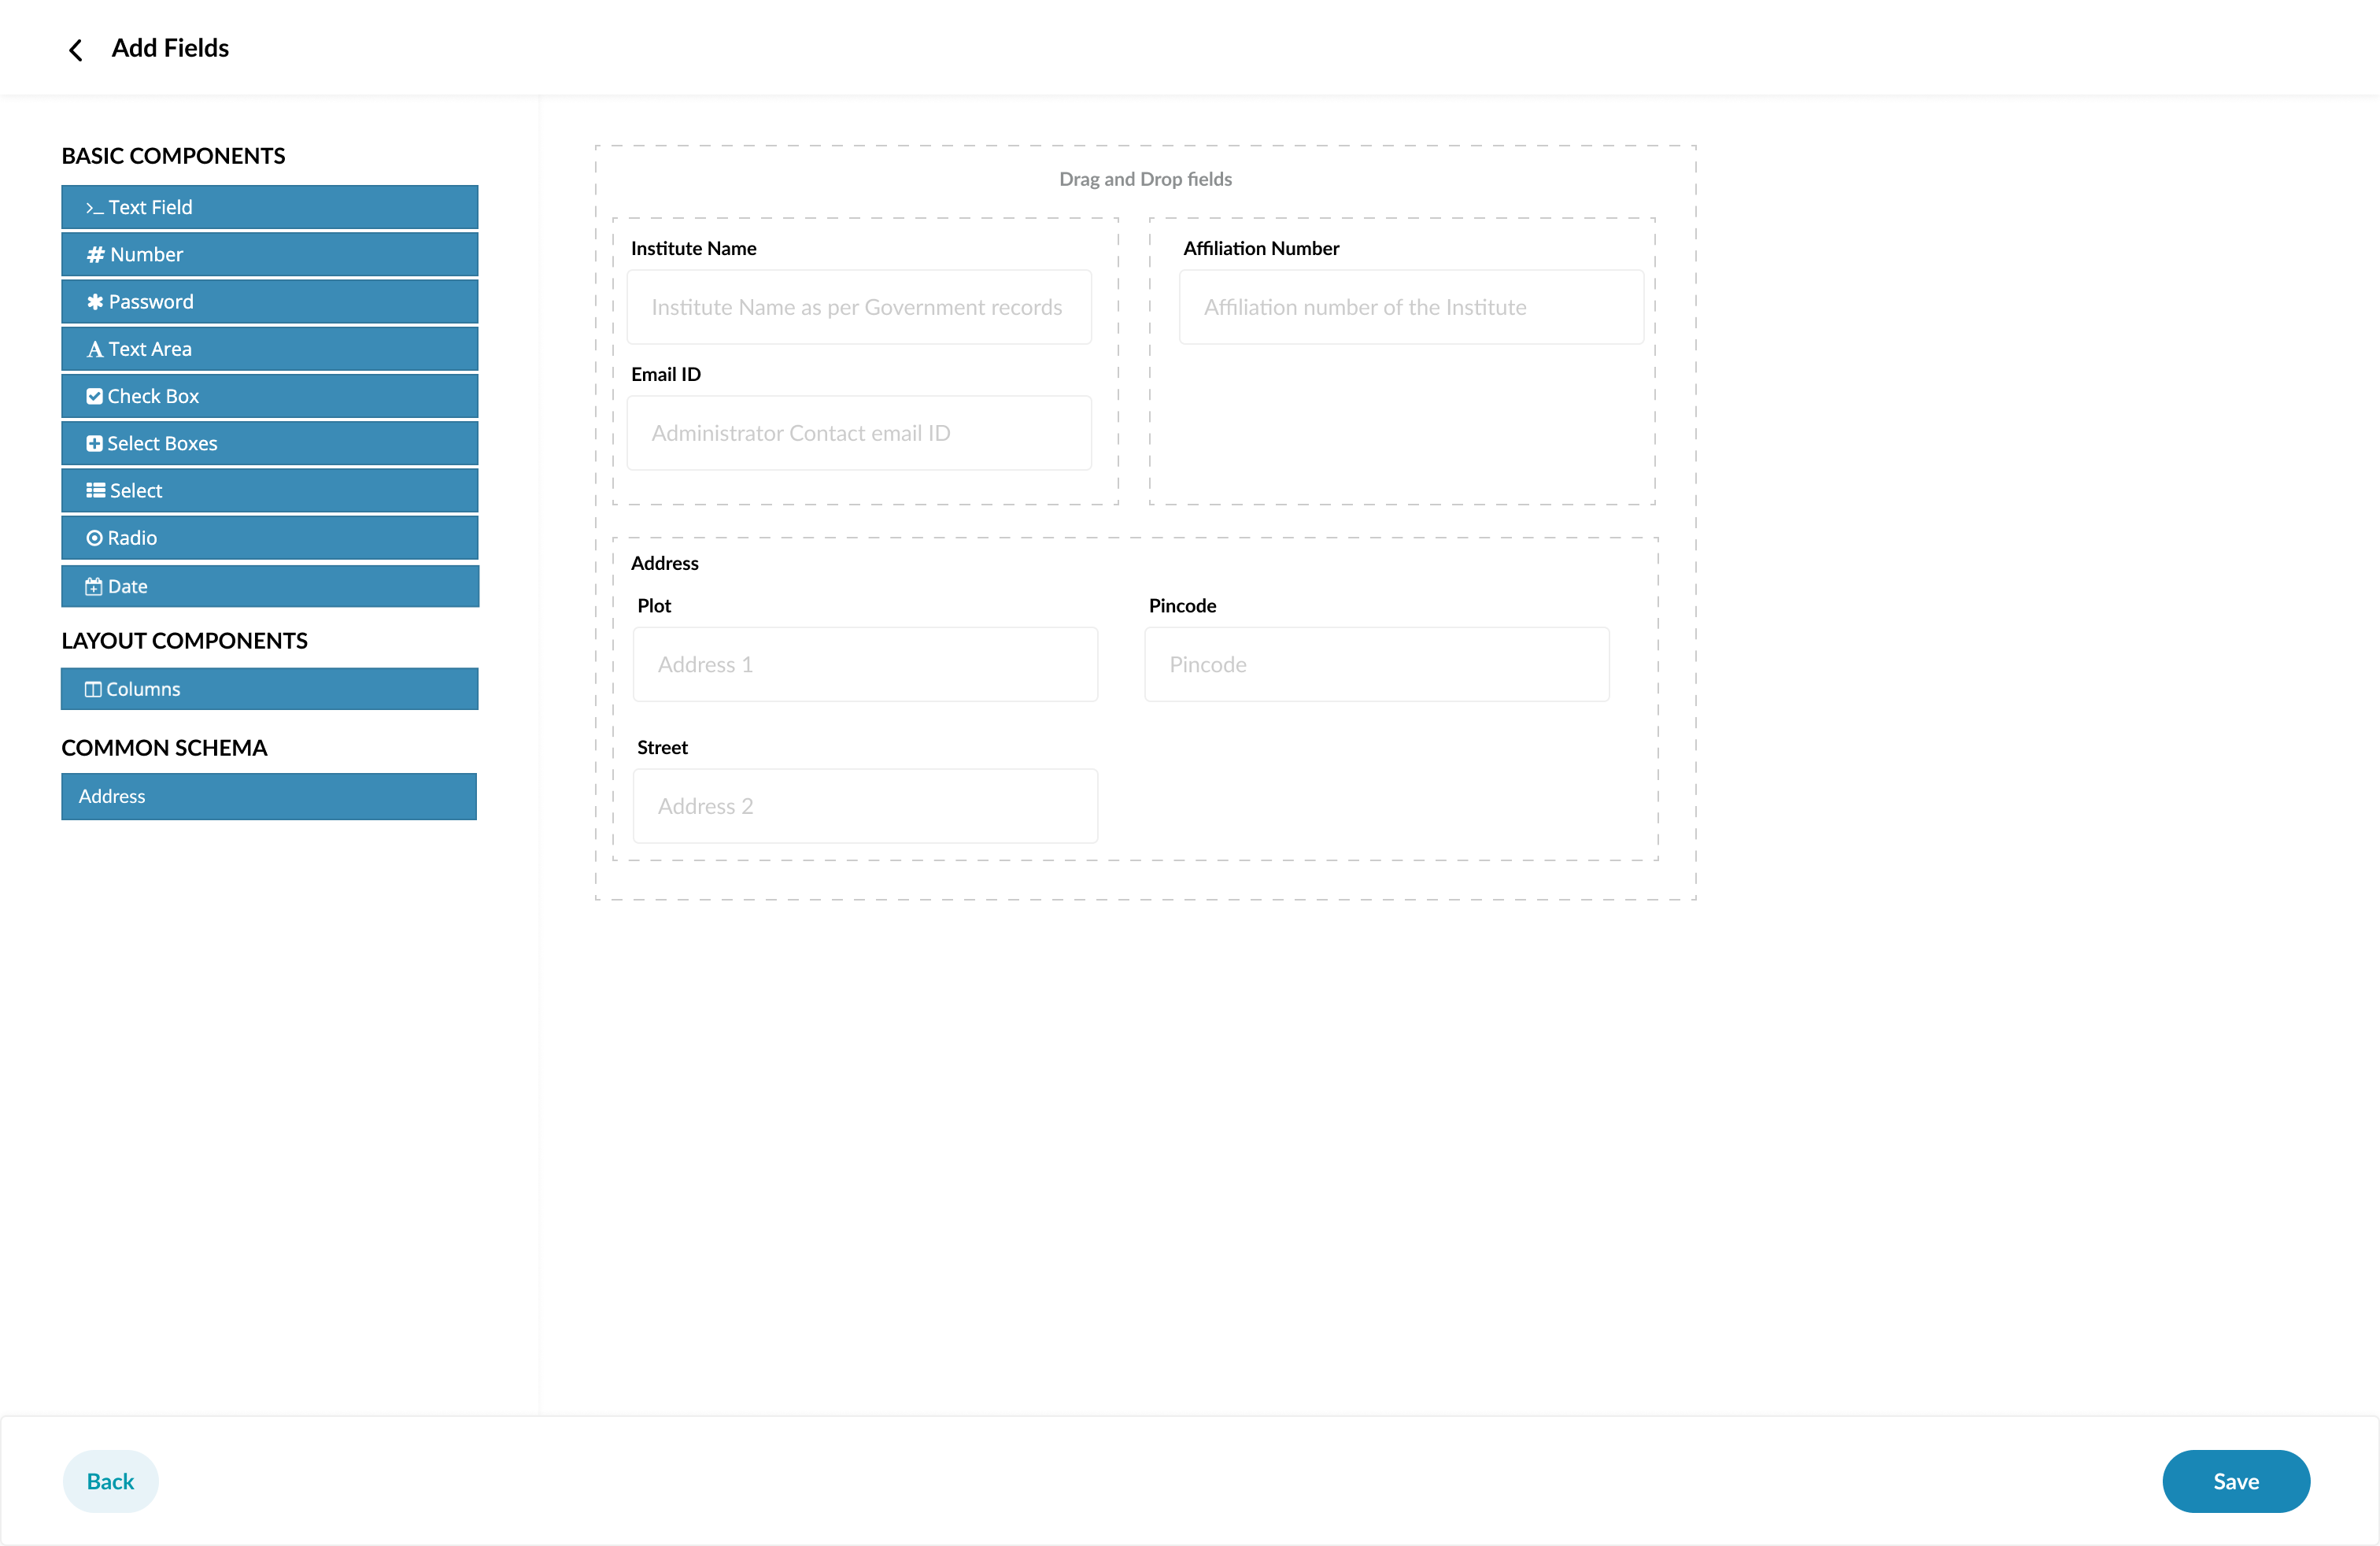 Add Fields
BASIC COMPONENTS
Text Field
Number
Password
Text Area
Check Box
Select Boxes
Select
Radio
Date
LAYOUT COMPONENTS
Columns
COMMON SCHEMA
Address
Drag and Drop fields
Institute Name
Institute Name as per Government records
Affiliation Number
Affiliation number of the Institute
Email ID
Administrator Contact email ID
Address
Plot
Address 1
Pincode
Pincode
Street
Address 2
Back
Save